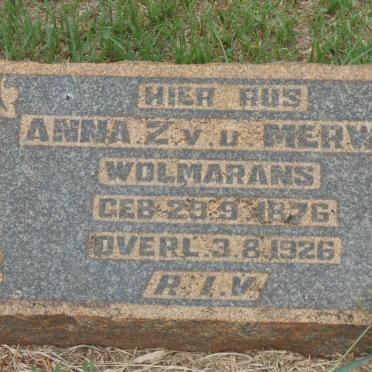 HIER RUS
ANNA Z. v. d MERW
WOLMARANS
GEB 29.9.1876
OVERL. 3.8.1926
R.I.V.